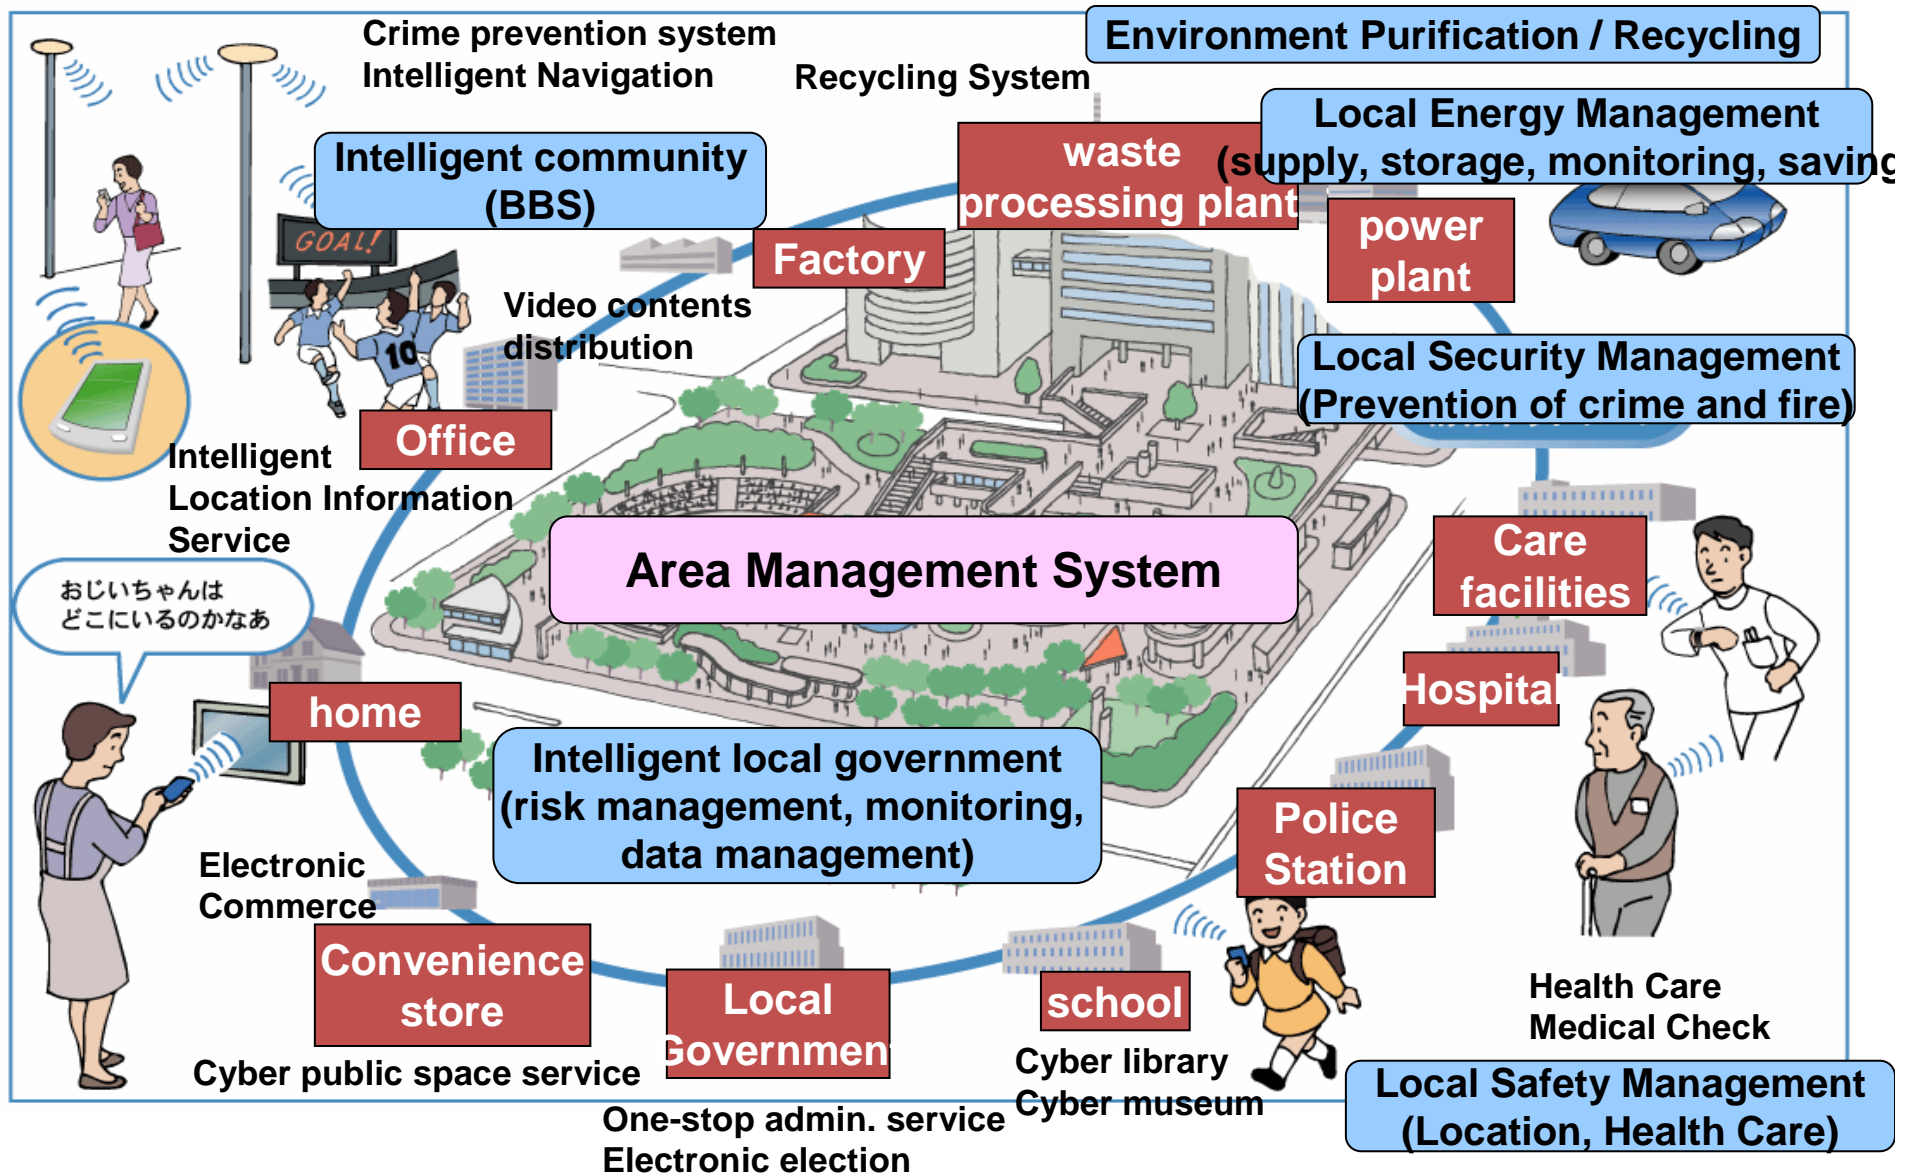 Crime prevention system
Intelligent Navigation
Environment Purification / Recycling
Recycling System
Local Energy Management
(supply, storage, monitoring, saving
Intelligent community
(BBS)
waste
processing plant
power
plant
GOAL!
Factory
10
Video contents
distribution
Local Security Management
(Prevention of crime and fire)
Office
Intelligent
Location Information
Service
Area Management System
Care
facilities
おじいちゃんは
どこにいるのかなあ
home
Hospital
Intelligent local government
(risk management, monitoring,
data management)
Police
Station
Electronic
Commerce
Convenience
store
Local
Government
school
Health Care
Medical Check
Cyber public space service
Cyber library
Cyber museum
One-stop admin. service
Electronic election
Local Safety Management
(Location, Health Care)